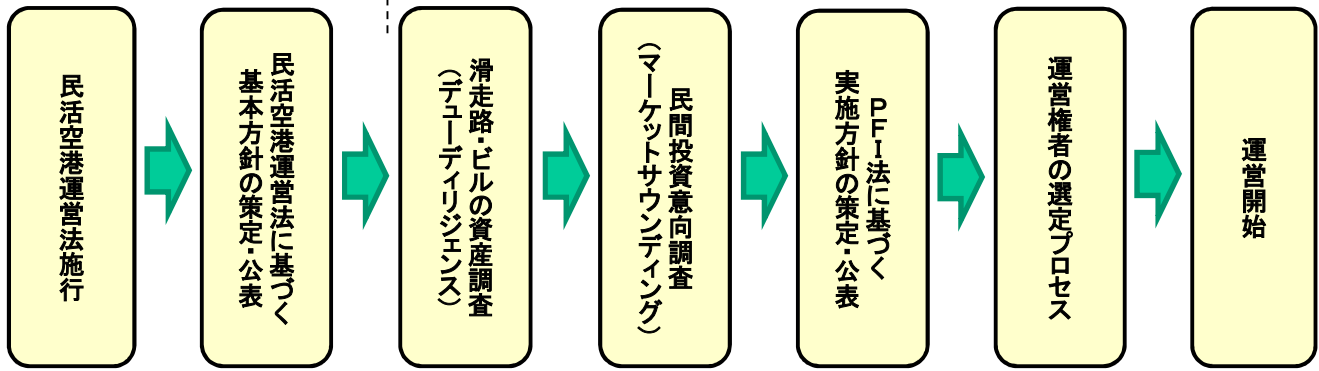 民活空港運営法施行
民活空港運営法に基づく
基本方針の策定・公表
滑走路・ビルの資産調査
（デューディリジェンス）
民間投資意向調査
（マーケットサウンディング）
ＰＦＩ法に基づく
実施方針の策定・公表
運営権者の選定プロセス
運営開始